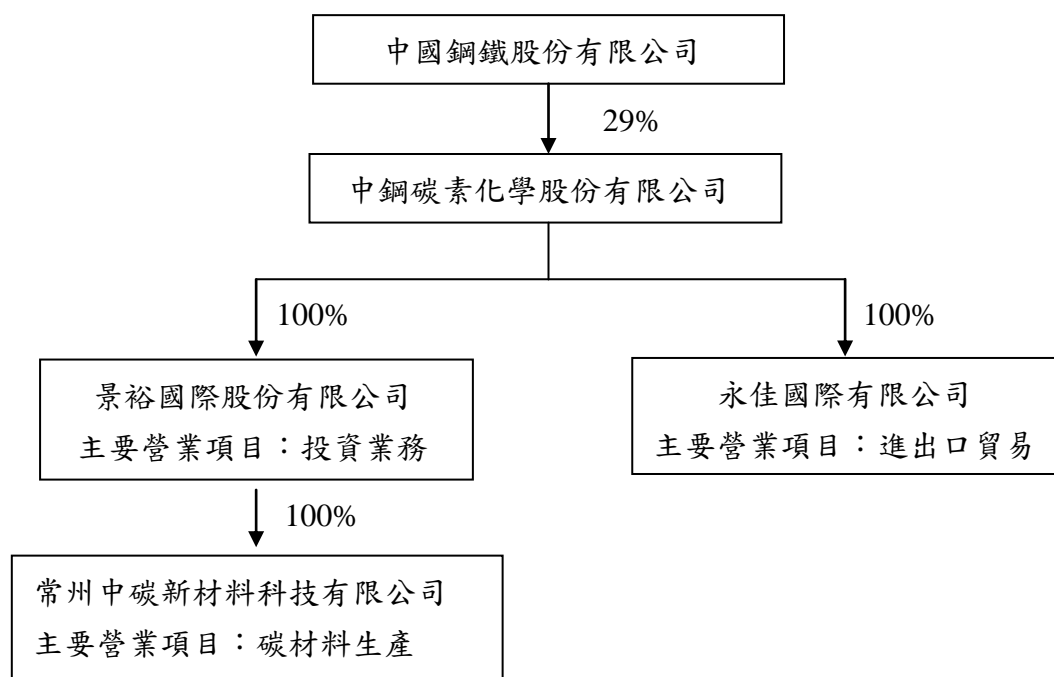 中國鋼鐵股份有限公司
29%
中鋼碳素化學股份有限公司
100%
100%
景裕國際股份有限公司
主要營業項目：投資業務
永佳國際有限公司
主要營業項目：進出口貿易
100%
常州中碳新材料科技有限公司
主要營業項目：碳材料生產